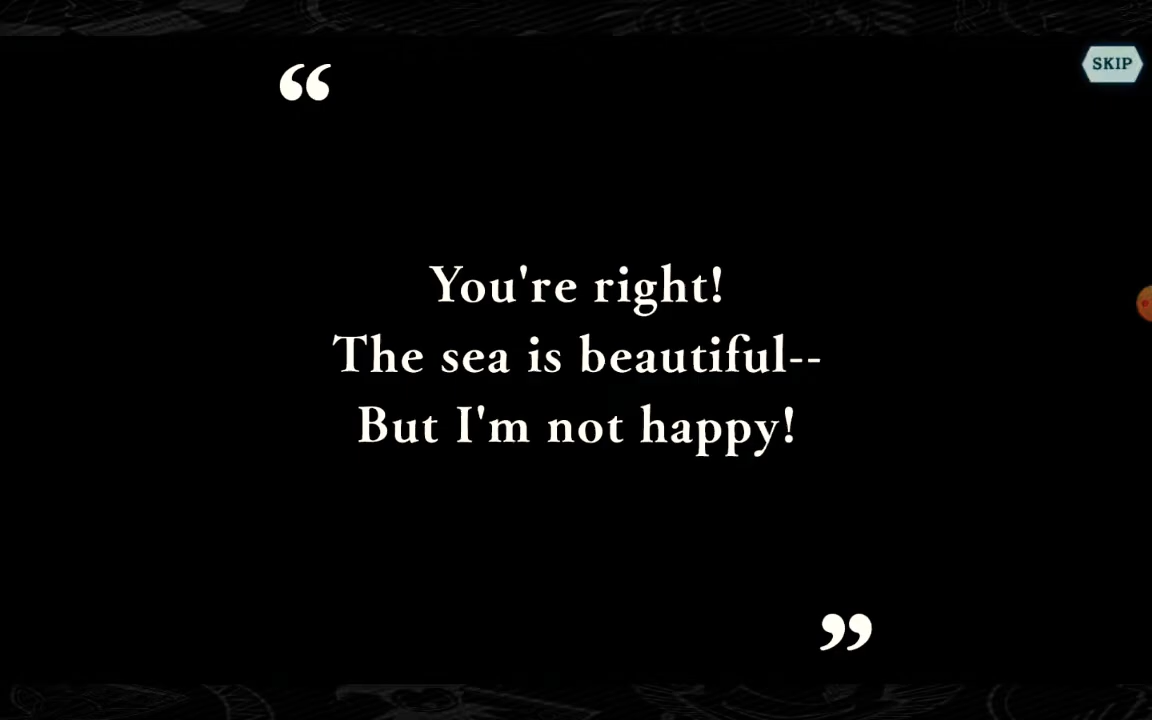 SKIP
“
You're right!
The sea is beautiful--
But I'm not happy!
”